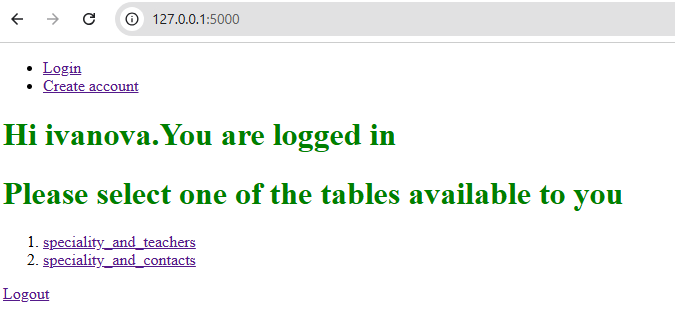 127.0.0.1:5000
Login
Create account
Hi ivanova.You are logged in
Please select one of the tables available to you
1. speciality_and_teachers
2. speciality_and_contacts
Logout